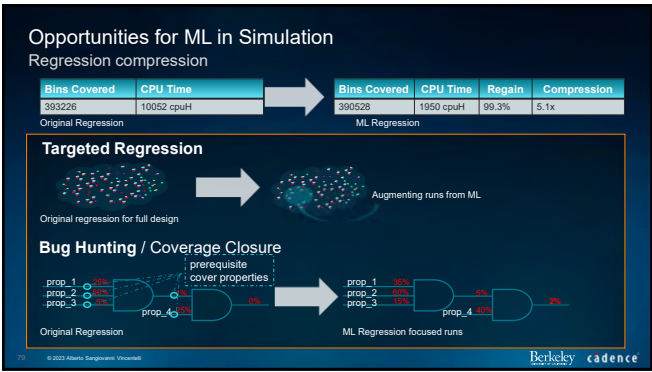 Opportunities for ML in Simulation
Regression compression
Bins Covered CPU Time
393226 10052 cpuH
Original Regression
Bins Covered CPU Time Regain Compression
390528 1950 cpuH 99.3% 5.1x
ML Regression
Targeted Regression
Augmenting runs from ML
Original regression for full design
Bug Hunting / Coverage Closure
prerequisite
cover properties
prop_1 25%
prop_2 60%
prop_3 5%
prop_4
0%
Original Regression
prop_1 35%
prop_2 60%
prop_3 15%
5%
prop_4 40%
2%
ML Regression focused runs
79 © 2023 Alberto Sangiovanni Vincentelli
Berkeley
cadence